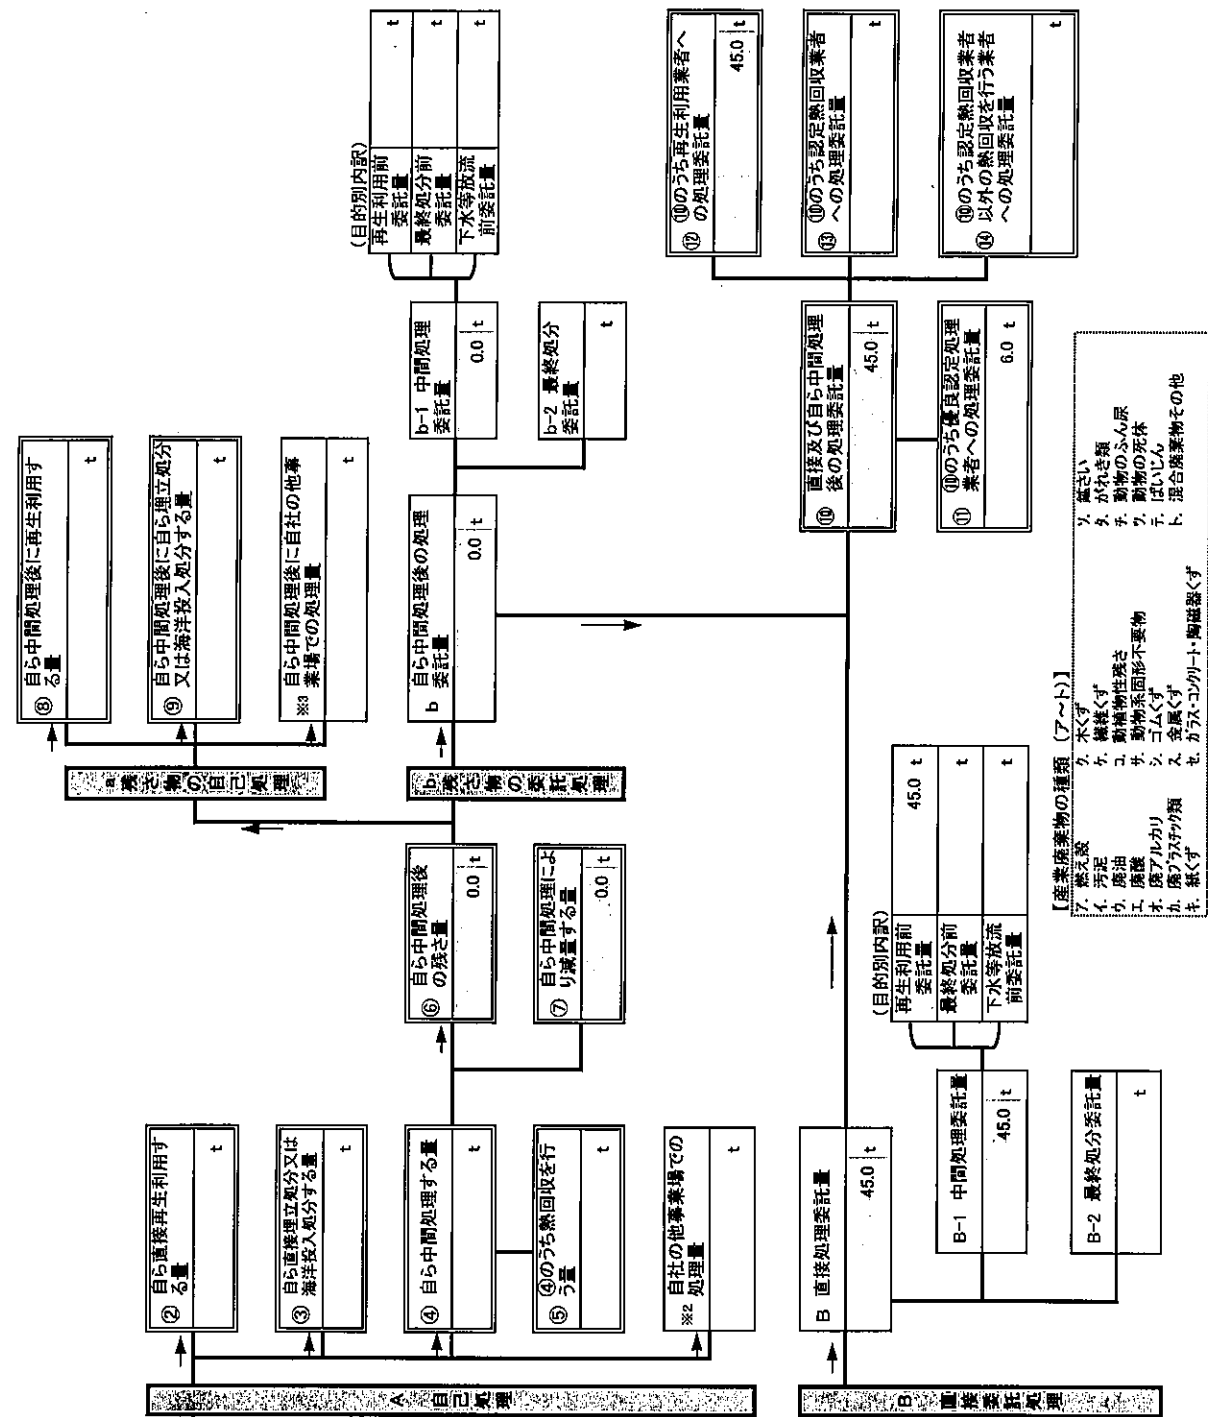 A 自己処理
② 自ら直接再生利用す
る量
t
③ 自ら直接埋立処分又は
海洋投入処分する量
t
④ 自ら中間処理する量
t
⑤ ④のうち熱回収を行
う量
t
※2 自社の他事業場での
処理量
t
⑥ 自ら中間処理後
の残さ量
0.0 t
⑦ 自ら中間処理によ
り減量する量
0.0 t
a 残さ物の自己処理
⑧ 自ら中間処理後に再生利用す
る量
t
⑨ 自ら中間処理後に自ら埋立処分
又は海洋投入処分する量
t
※3 自ら中間処理後に自社の他事
業場での処理量
t
b 残さ物の委託処理
b 自ら中間処理後の処理
委託量
0.0 t
b-1 中間処理
委託量
0.0 t
b-2 最終処分
委託量
t
(目的別内訳)
再生利用前
委託量
t
最終処分前
委託量
t
下水等放流
前委託量
t
B 直接委託処理
B 直接処理委託量
45.0 t
B-1 中間処理委託量
45.0 t
B-2 最終処分委託量
t
(目的別内訳)
再生利用前
委託量
45.0 t
最終処分前
委託量
t
下水等放流
前委託量
t
⑩ 直接及び自ら中間処理
後の処理委託量
45.0 t
⑪ ⑩のうち優良認定処理
業者への処理委託量
6.0 t
⑫ ⑩のうち再生利用業者へ
の処理委託量
45.0 t
⑬ ⑩のうち認定熱回収業者
への処理委託量
t
⑭ ⑩のうち認定熱回収業者
以外の熱回収を行う業者
への処理委託量
t
【産業廃棄物の種類(ア~ト)】
ア. 燃え殻
イ. 汚泥
ウ. 廃油
エ. 廃酸
オ. 廃アルカリ
カ. 廃プラスチック類
キ. 紙くず
ク. 木くず
ケ. 繊維くず
コ. 動植物性残さ
サ. 動物系固形不要物
シ. ゴムくず
ス. 金属くず
セ. ガラス・コンクリート・陶磁器くず
ソ. 鉱さい
タ. がれき類
チ. 動物のふん尿
ツ. 動物の死体
テ. ばいじん
ト. 混合廃棄物その他